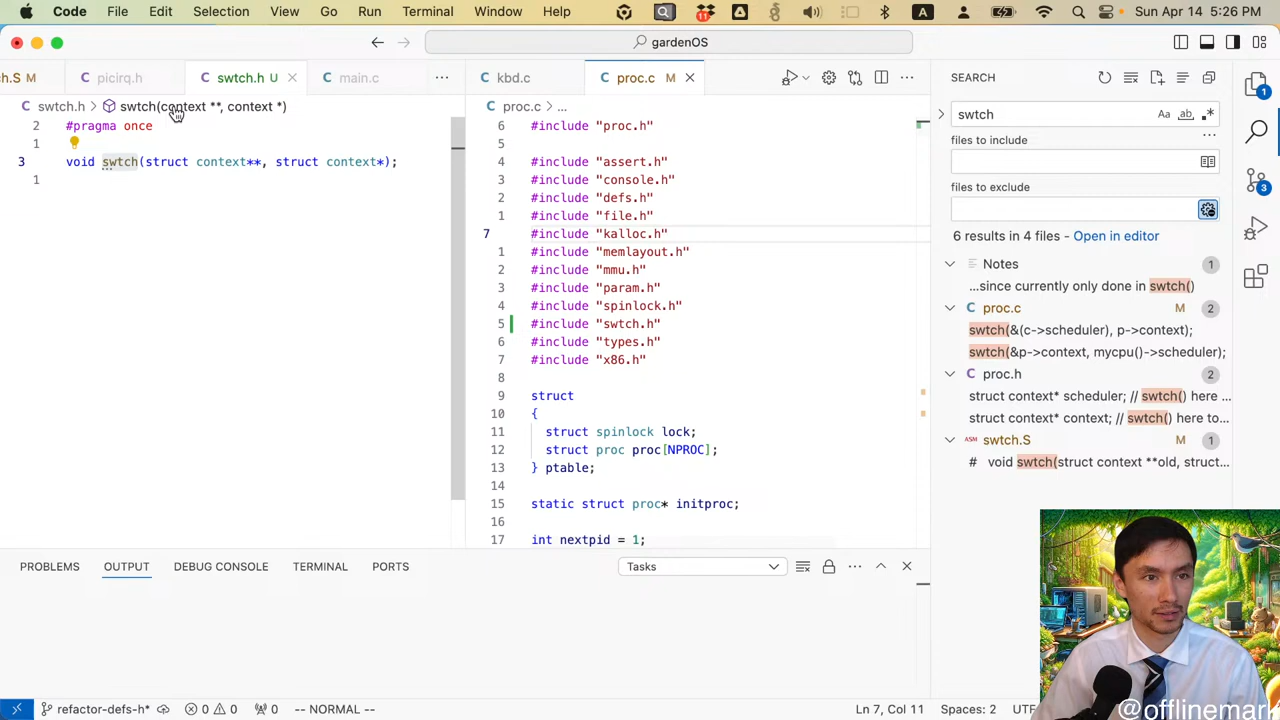 Code File Edit Selection View Go Run Terminal Window Help A Sun Apr 14 5:26 PM
gardenOS
ch.S M picirq.h swtch.h U main.c
kbd.c proc.c M
swtch.h > swtch(context **, context *)
proc.c > ...
2 #pragma once
1
3 void swtch(struct context**, struct context*);
1
6 #include "proc.h"
5
4 #include "assert.h"
3 #include "console.h"
2 #include "defs.h"
1 #include "file.h"
7 #include "kalloc.h"
1 #include "memlayout.h"
2 #include "mmu.h"
3 #include "param.h"
4 #include "spinlock.h"
5 #include "swtch.h"
6 #include "types.h"
7 #include "x86.h"
8
9 struct
10 {
11 struct spinlock lock;
12 struct proc proc[NPROC];
13 } ptable;
14
15 static struct proc* initproc;
16
17 int nextpid = 1;
SEARCH
swtch Aa ab .*
files to include
files to exclude
6 results in 4 files - Open in editor
Notes 1
...since currently only done in swtch()
proc.c M 2
swtch(&(c->scheduler), p->context);
swtch(&p->context, mycpu()->scheduler);
proc.h 2
struct context* scheduler; // swtch() here ...
struct context* context; // swtch() here to...
ASM swtch.S M 1
# void swtch(struct context **old, struct...
1
3
PROBLEMS OUTPUT DEBUG CONSOLE TERMINAL PORTS Tasks
refactor-defs-h* 0 0 0 -- NORMAL -- Ln 7, Col 11 Spaces: 2 UTF
@offlinemark